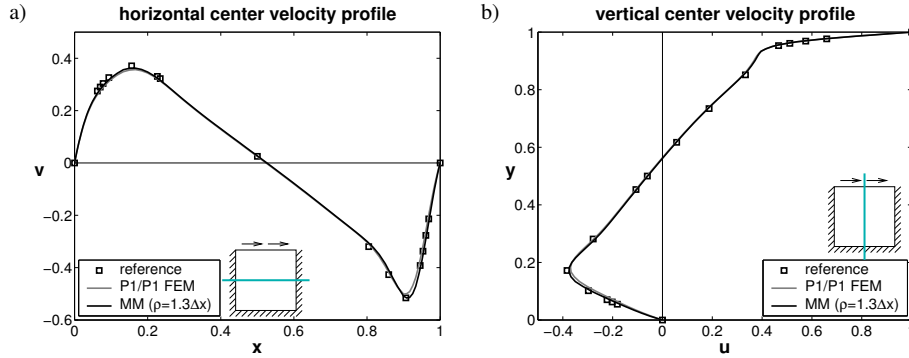 a)
horizontal center velocity profile
0.4
0.2
0
−0.2
−0.4
−0.6
v
0
0.2
0.4
0.6
0.8
1
x
reference
P1/P1 FEM
MM (ρ=1.3Δx)
b)
vertical center velocity profile
1
0.8
0.6
0.4
0.2
0
y
−0.4
−0.2
0
0.2
0.4
0.6
0.8
u
reference
P1/P1 FEM
MM (ρ=1.3Δx)